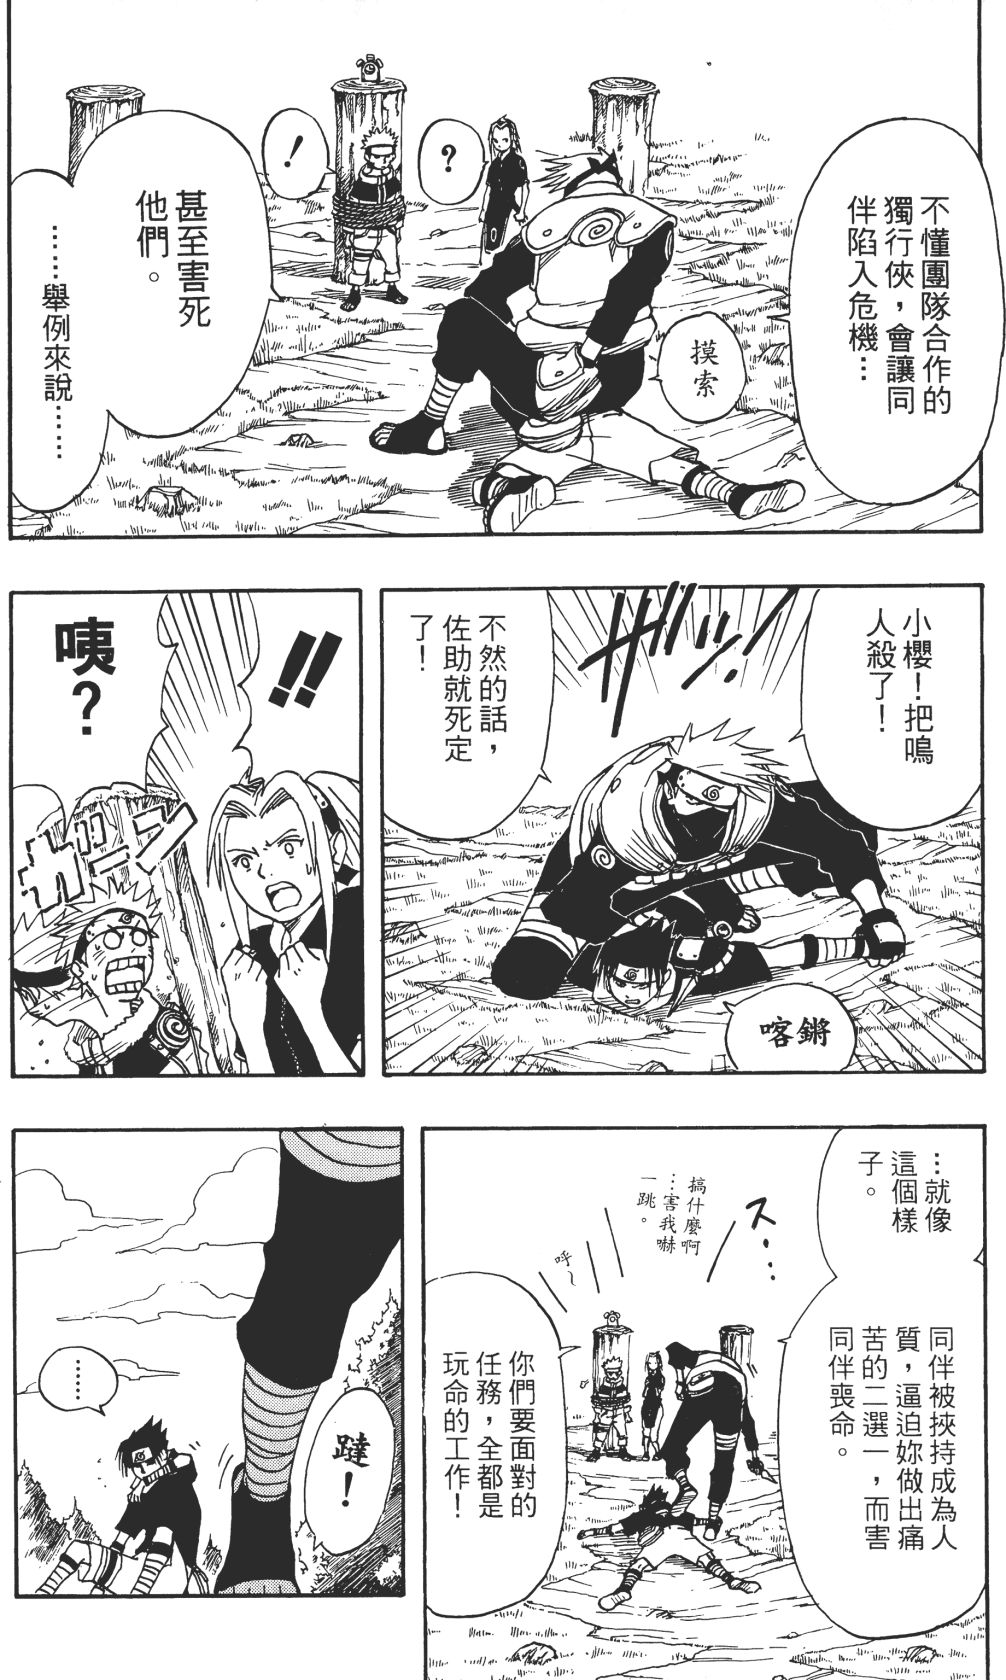 不懂團隊合作的
獨行俠，會讓同
伴陷入危機…
摸索
？
！
甚至害死
他們。
……舉例來說……
小櫻！把鳴
人殺了！
不然的話，
佐助就死定
了！
喀鏘
!!
咦？
ガーン
…就像
這個樣
子。
同伴被挾持成為人
質，逼迫妳做出痛
苦的二選一，而害
同伴喪命。
ス…
搞什麼啊
…害我嚇
一跳。
呼～
你們要面對的
任務，全都是
玩命的工作！
躂！
……